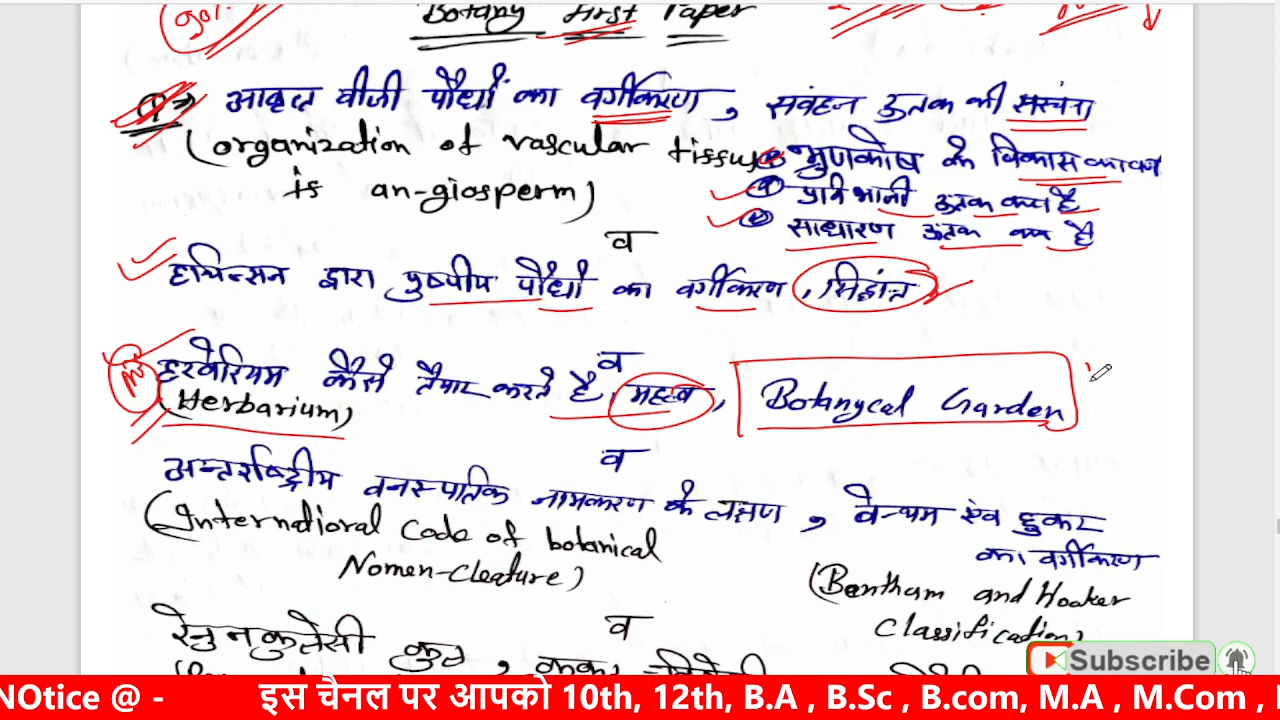 90%
Botany First Paper
आवृत बीजी पौधों का वर्गीकरण, संवहन ऊतक की संरचना
(organization of vascular tissue
is an-giosperm)
भ्रुणकोष के विकास का
प्रविभाजी ऊतक क्या है
साधारण ऊतक क्या है
व
हचिन्सन द्वारा पुष्पीय पौधों का वर्गीकरण, सिद्धांत
व
हरबेरियम कैसे तैयार करते है, महत्व, Botanycal Garden
(Herbarium)
व
अन्तर्राष्ट्रीय वनस्पतिक नामकरण के लक्षण, वेन्थम एंव हुकर
का वर्गीकरण
(International Code of botanical
Nomen-Cleature)
(Bentham and Hooker
Classification)
व
रेनुनकुलेसी कुल,
Subscribe
NOtice @ - इस चैनल पर आपको 10th, 12th, B.A , B.Sc , B.com, M.A , M.Com ,